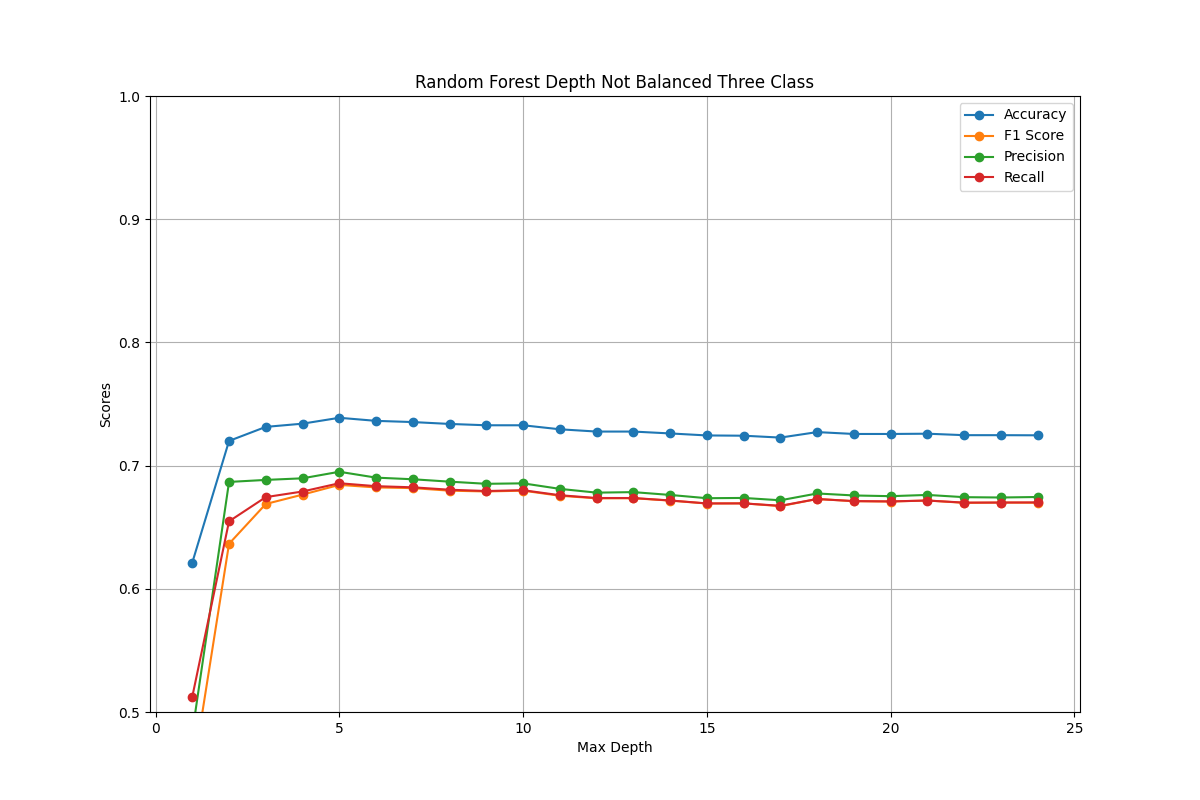 Random Forest Depth Not Balanced Three Class
1.0
0.9
0.8
0.7
0.6
0.5
Scores
0
5
10
15
20
25
Max Depth
Accuracy
F1 Score
Precision
Recall